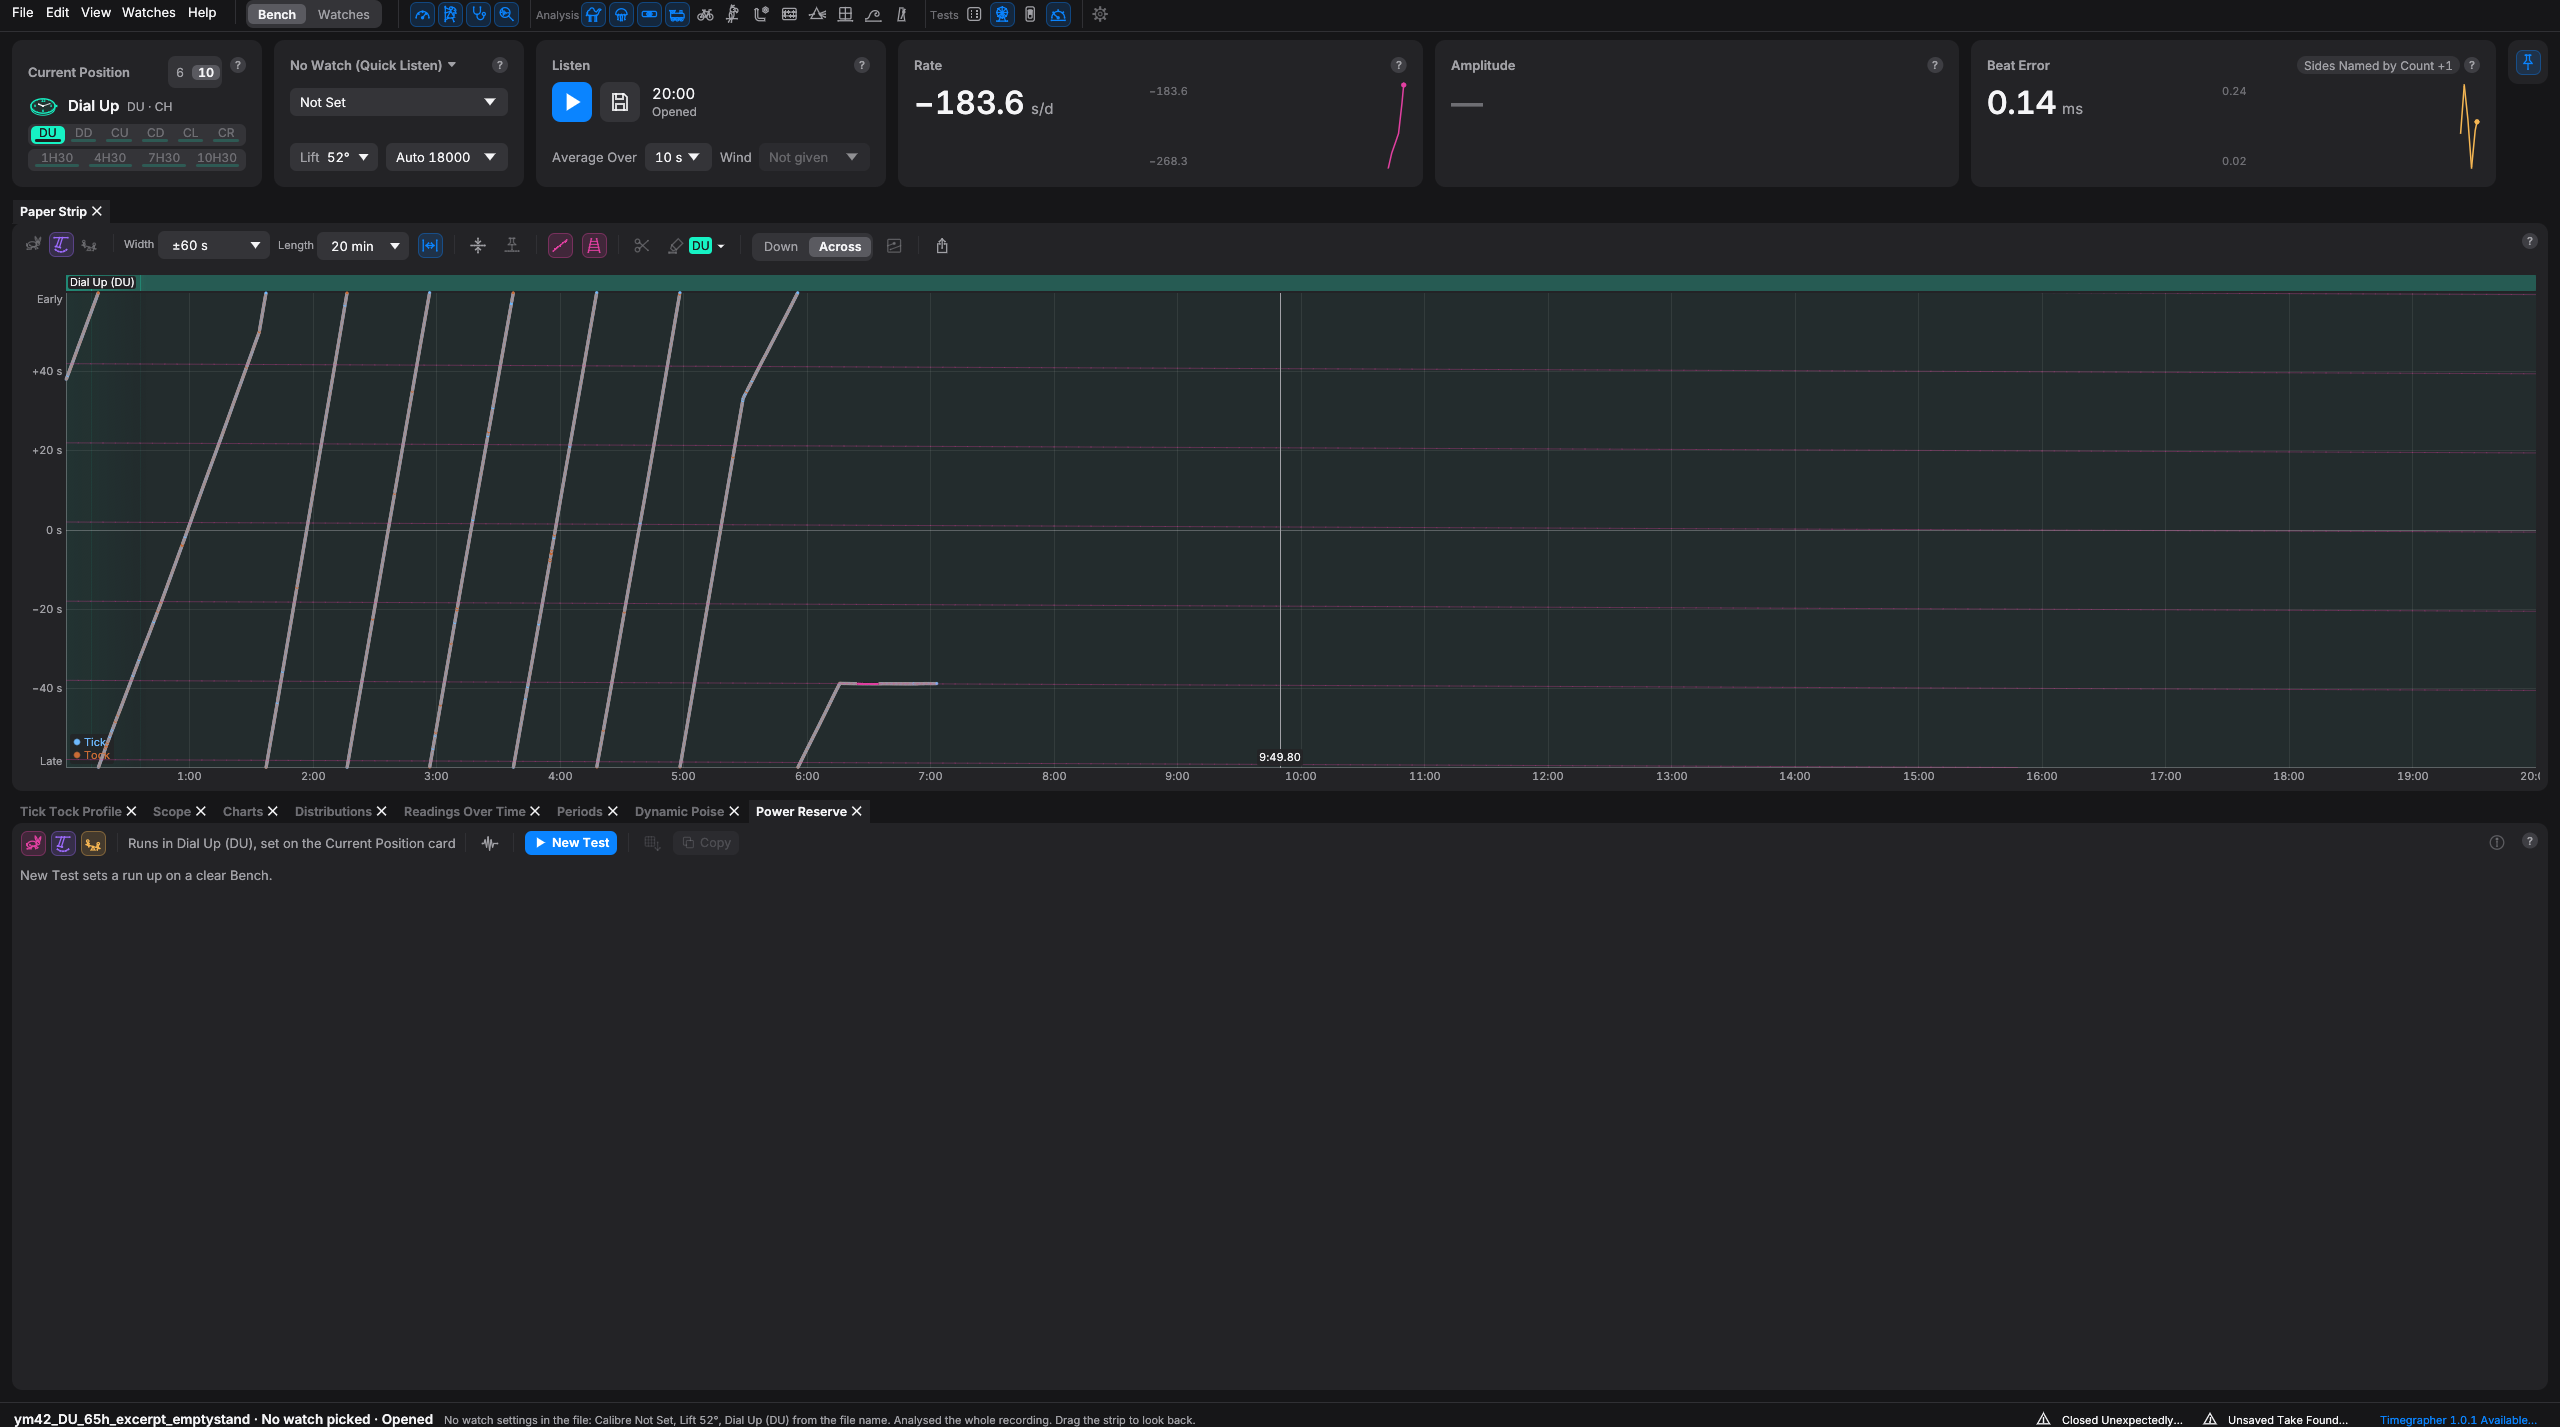 File Edit View Watches Help Bench Watches Analysis Tests
Current Position 6 10 ?
Dial Up DU · CH
DU DD CU CD CL CR
1H30 4H30 7H30 10H30
No Watch (Quick Listen) ?
Not Set
Lift 52° Auto 18000
Listen ?
20:00
Opened
Average Over 10 s Wind Not given
Rate ?
−183.6 s/d
−183.6
−268.3
Amplitude ?
Beat Error Sides Named by Count +1 ?
0.14 ms
0.24
0.02
Paper Strip
Width ±60 s Length 20 min DU Down Across ?
Dial Up (DU)
Early
+40 s
+20 s
0 s
−20 s
−40 s
Tick
Tock
Late
9:49.80
1:00 2:00 3:00 4:00 5:00 6:00 7:00 8:00 9:00 10:00 11:00 12:00 13:00 14:00 15:00 16:00 17:00 18:00 19:00
Tick Tock Profile Scope Charts Distributions Readings Over Time Periods Dynamic Poise Power Reserve
Runs in Dial Up (DU), set on the Current Position card New Test Copy ?
New Test sets a run up on a clear Bench.
ym42_DU_65h_excerpt_emptystand · No watch picked · Opened No watch settings in the file: Calibre Not Set, Lift 52°, Dial Up (DU) from the file name. Analysed the whole recording. Drag the strip to look back. Closed Unexpectedly... Unsaved Take Found... Timegrapher 1.0.1 Available...